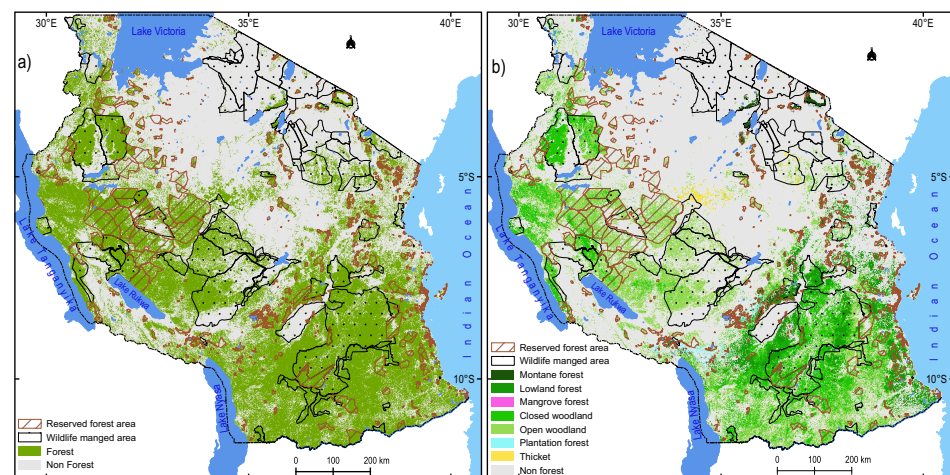 30°E
35°E
40°E
a)
Lake Victoria
5°S
Lake Tanganyika
Lake Rukwa
Indian Ocean
10°S
Lake Nyasa
Reserved forest area
Wildlife manged area
Forest
Non Forest
0 100 200 km
30°E
35°E
40°E
b)
Lake Victoria
5°S
Lake Tanganyika
Lake Rukwa
Indian Ocean
10°S
Lake Nyasa
Reserved forest area
Wildlife manged area
Montane forest
Lowland forest
Mangrove forest
Closed woodland
Open woodland
Plantation forest
Thicket
Non forest
0 100 200 km